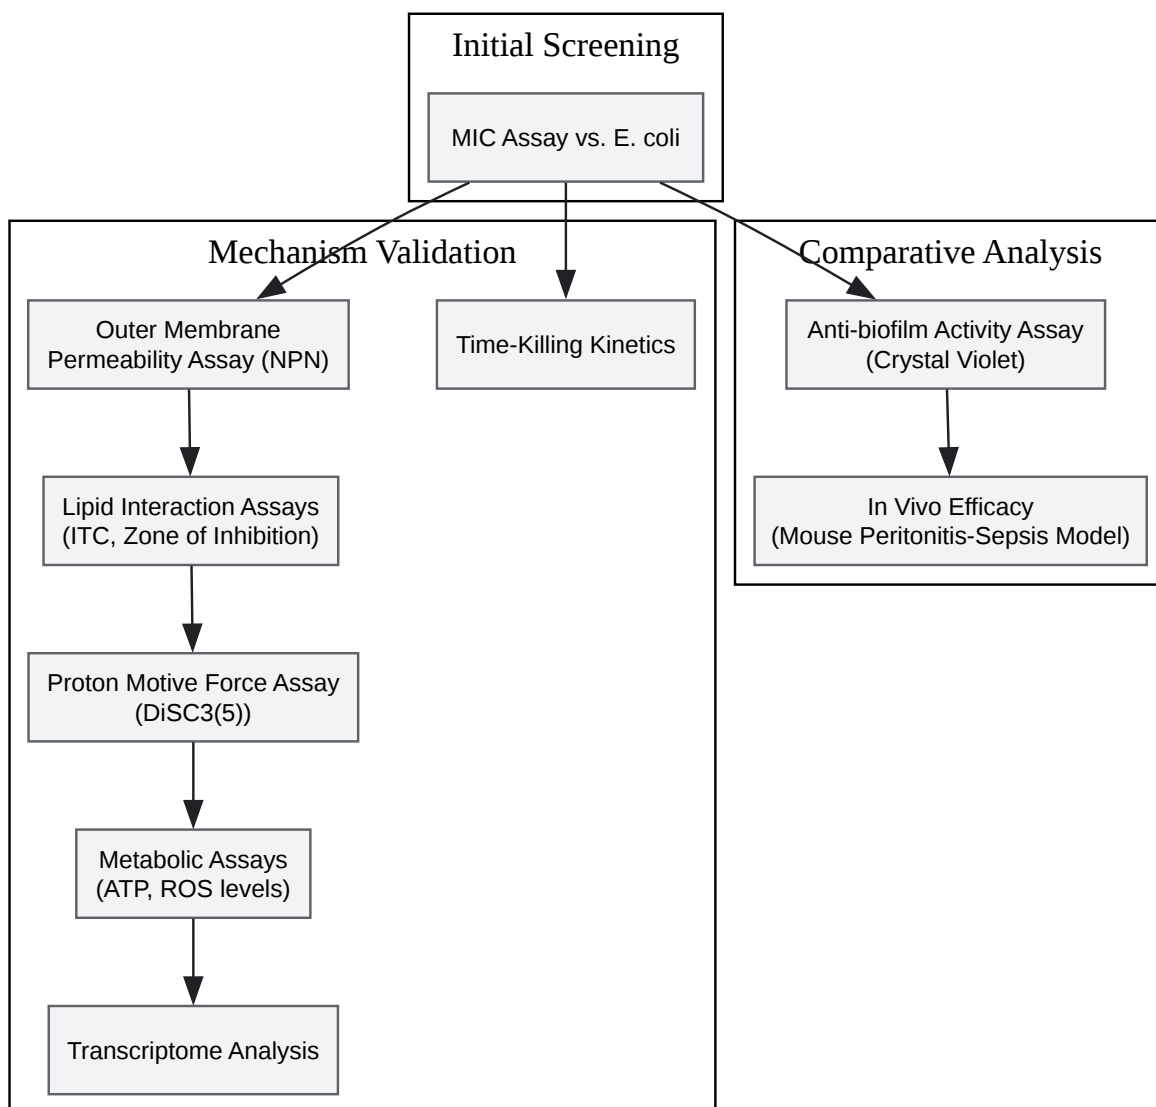 Initial Screening
MIC Assay vs. E. coli
Mechanism Validation
Comparative Analysis
Outer Membrane
Permeability Assay (NPN)
Time-Killing Kinetics
Anti-biofilm Activity Assay
(Crystal Violet)
Lipid Interaction Assays
(ITC, Zone of Inhibition)
In Vivo Efficacy
(Mouse Peritonitis-Sepsis Model)
Proton Motive Force Assay
(DiSC3(5))
Metabolic Assays
(ATP, ROS levels)
Transcriptome Analysis